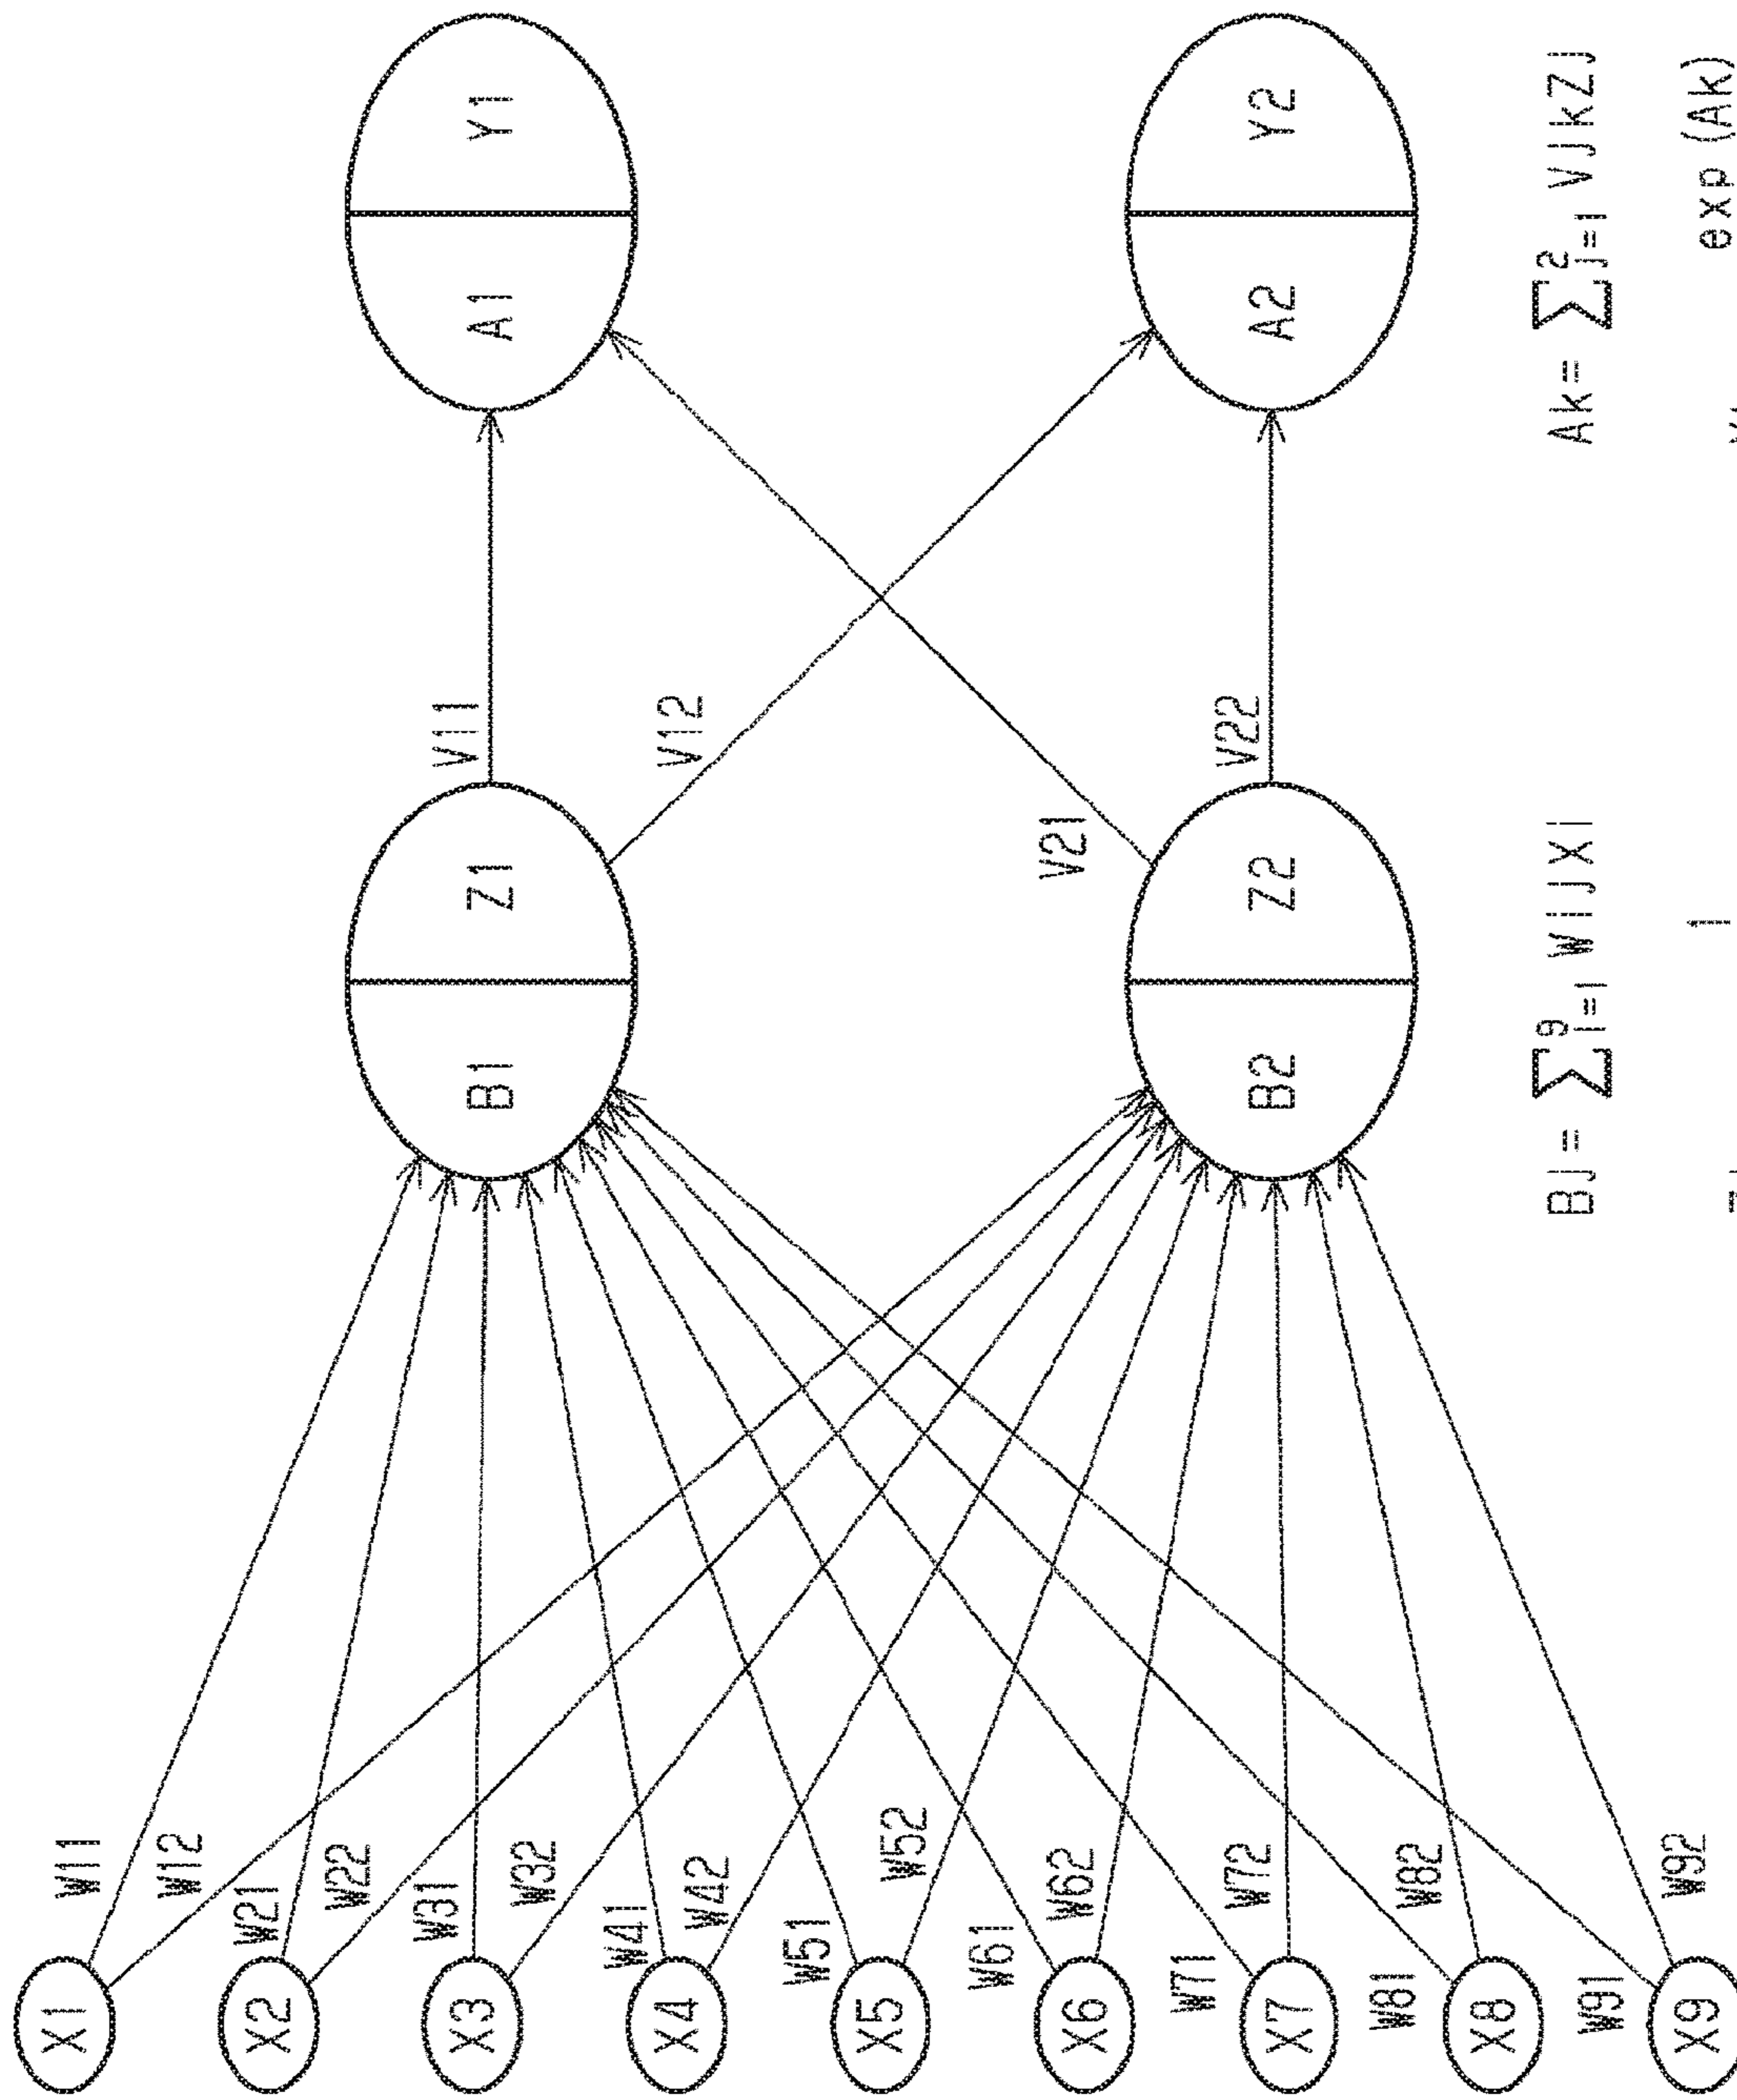 X1
W11
W12
X2
W21
W22
X3
W31
W32
X4
W41
W42
X5
W51
W52
X6
W61
W62
X7
W71
W72
X8
W81
W82
X9
W91
W92
B1 Z1
B2 Z2
V11
V12
V21
V22
A1 Y1
A2 Y2
Bj= ∑⁹i=1 WijXi
1
Ak= ∑²j=1 VjkZj
exp (Ak)